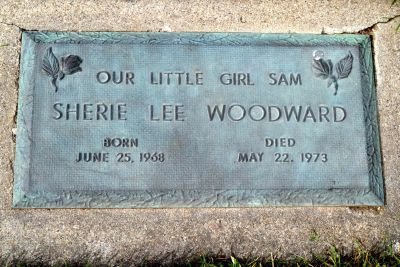 OUR LITTLE GIRL SAM
SHERIE LEE WOODWARD
BORN DIED
JUNE 25, 1968 MAY 22, 1973